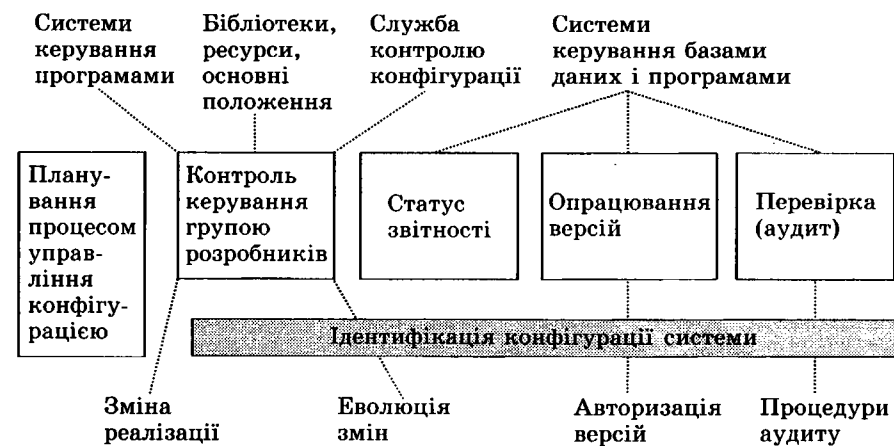 Системи
керування
програмами
Бібліотеки,
ресурси,
основні
положення
Служба
контролю
конфігурації
Системи
керування базами
даних і програмами
Плану-
вання
процесом
управ-
ління
конфігу-
рацією
Контроль
керування
групою
розробників
Статус
звітності
Опрацювання
версій
Перевірка
(аудит)
Ідентифікація конфігурації системи
Зміна
реалізації
Еволюція
змін
Авторизація
версій
Процедури
аудиту